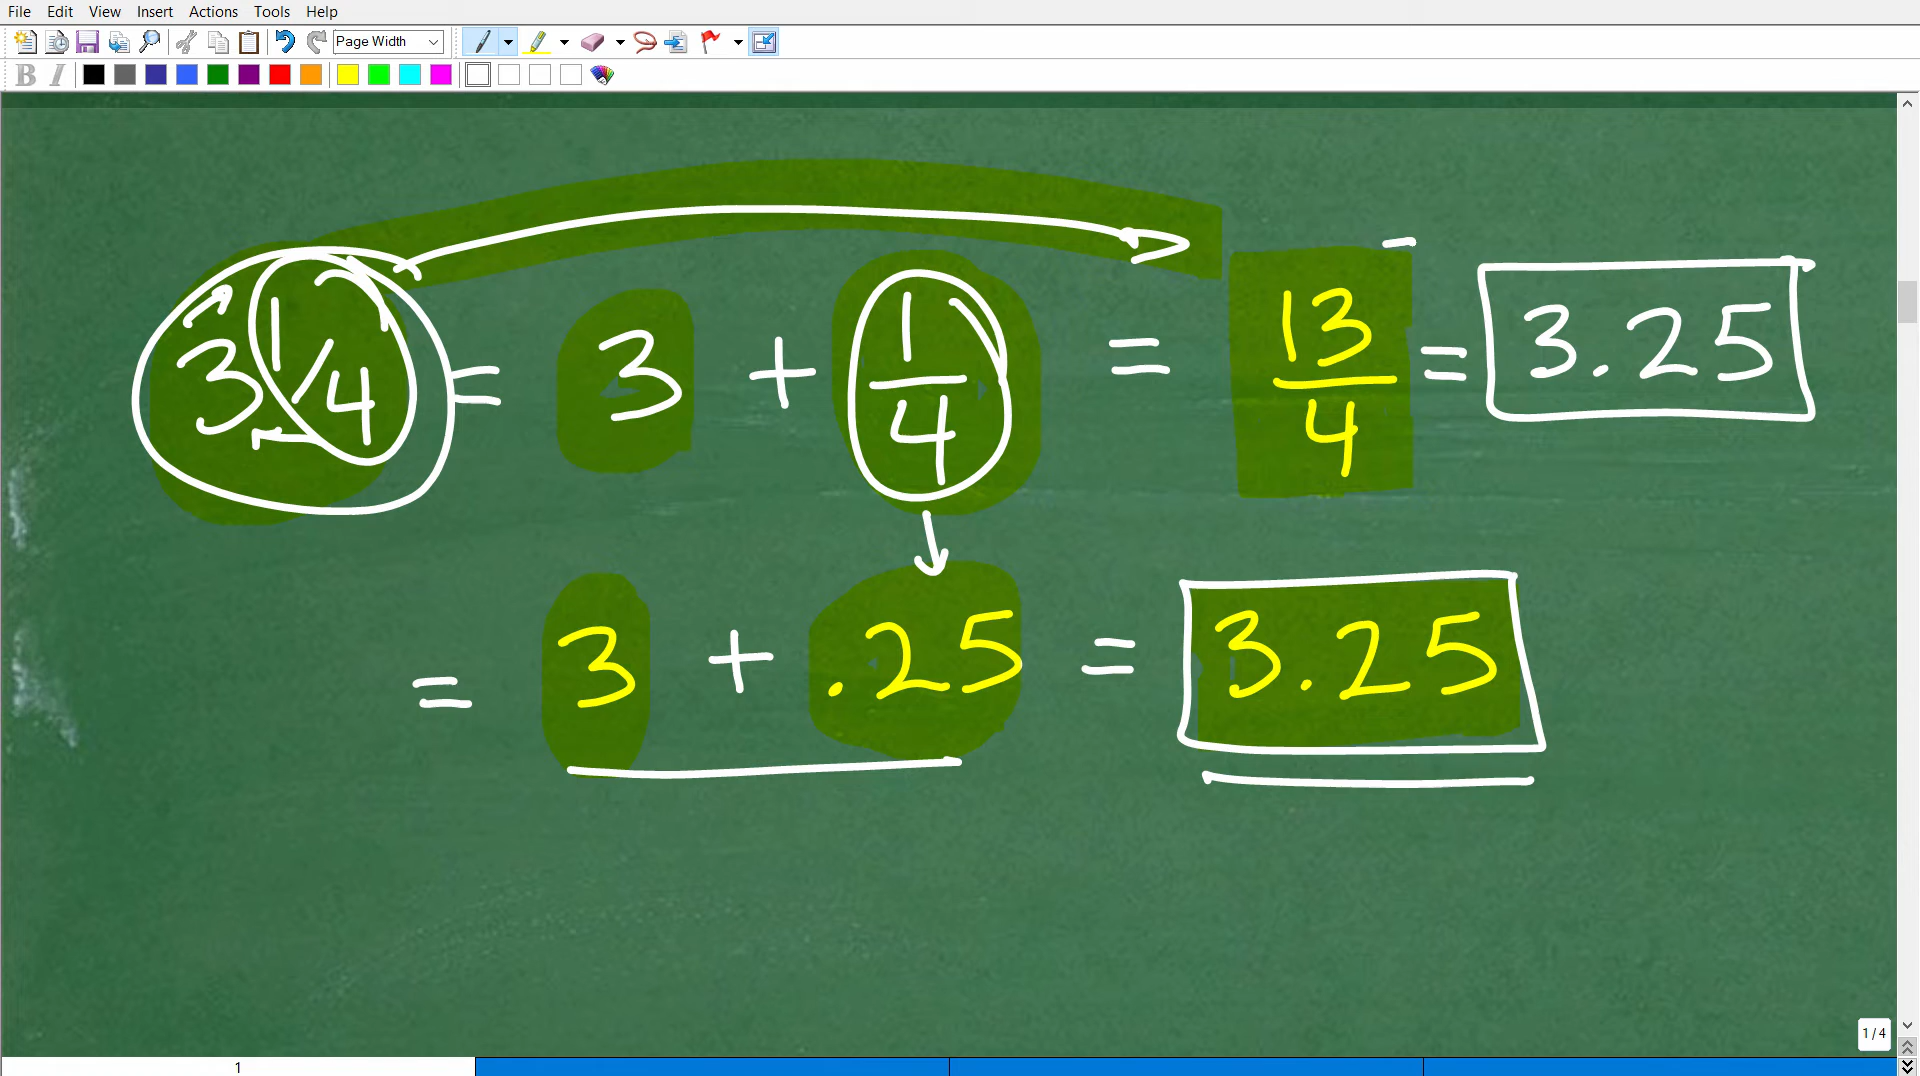 File Edit View Insert Actions Tools Help
Page Width
B I
3 1/4 = 3 + 1/4 = 13/4 = 3.25
= 3 + .25 = 3.25
1 / 4
1